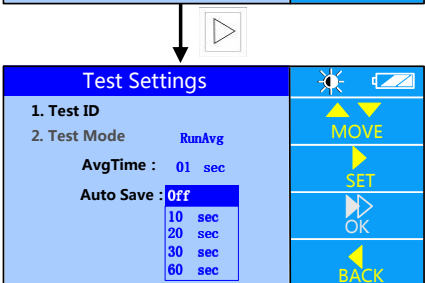 Test Settings
1. Test ID
2. Test Mode RunAvg
AvgTime : 01 sec
Auto Save : Off
10 sec
20 sec
30 sec
60 sec
MOVE
SET
OK
BACK